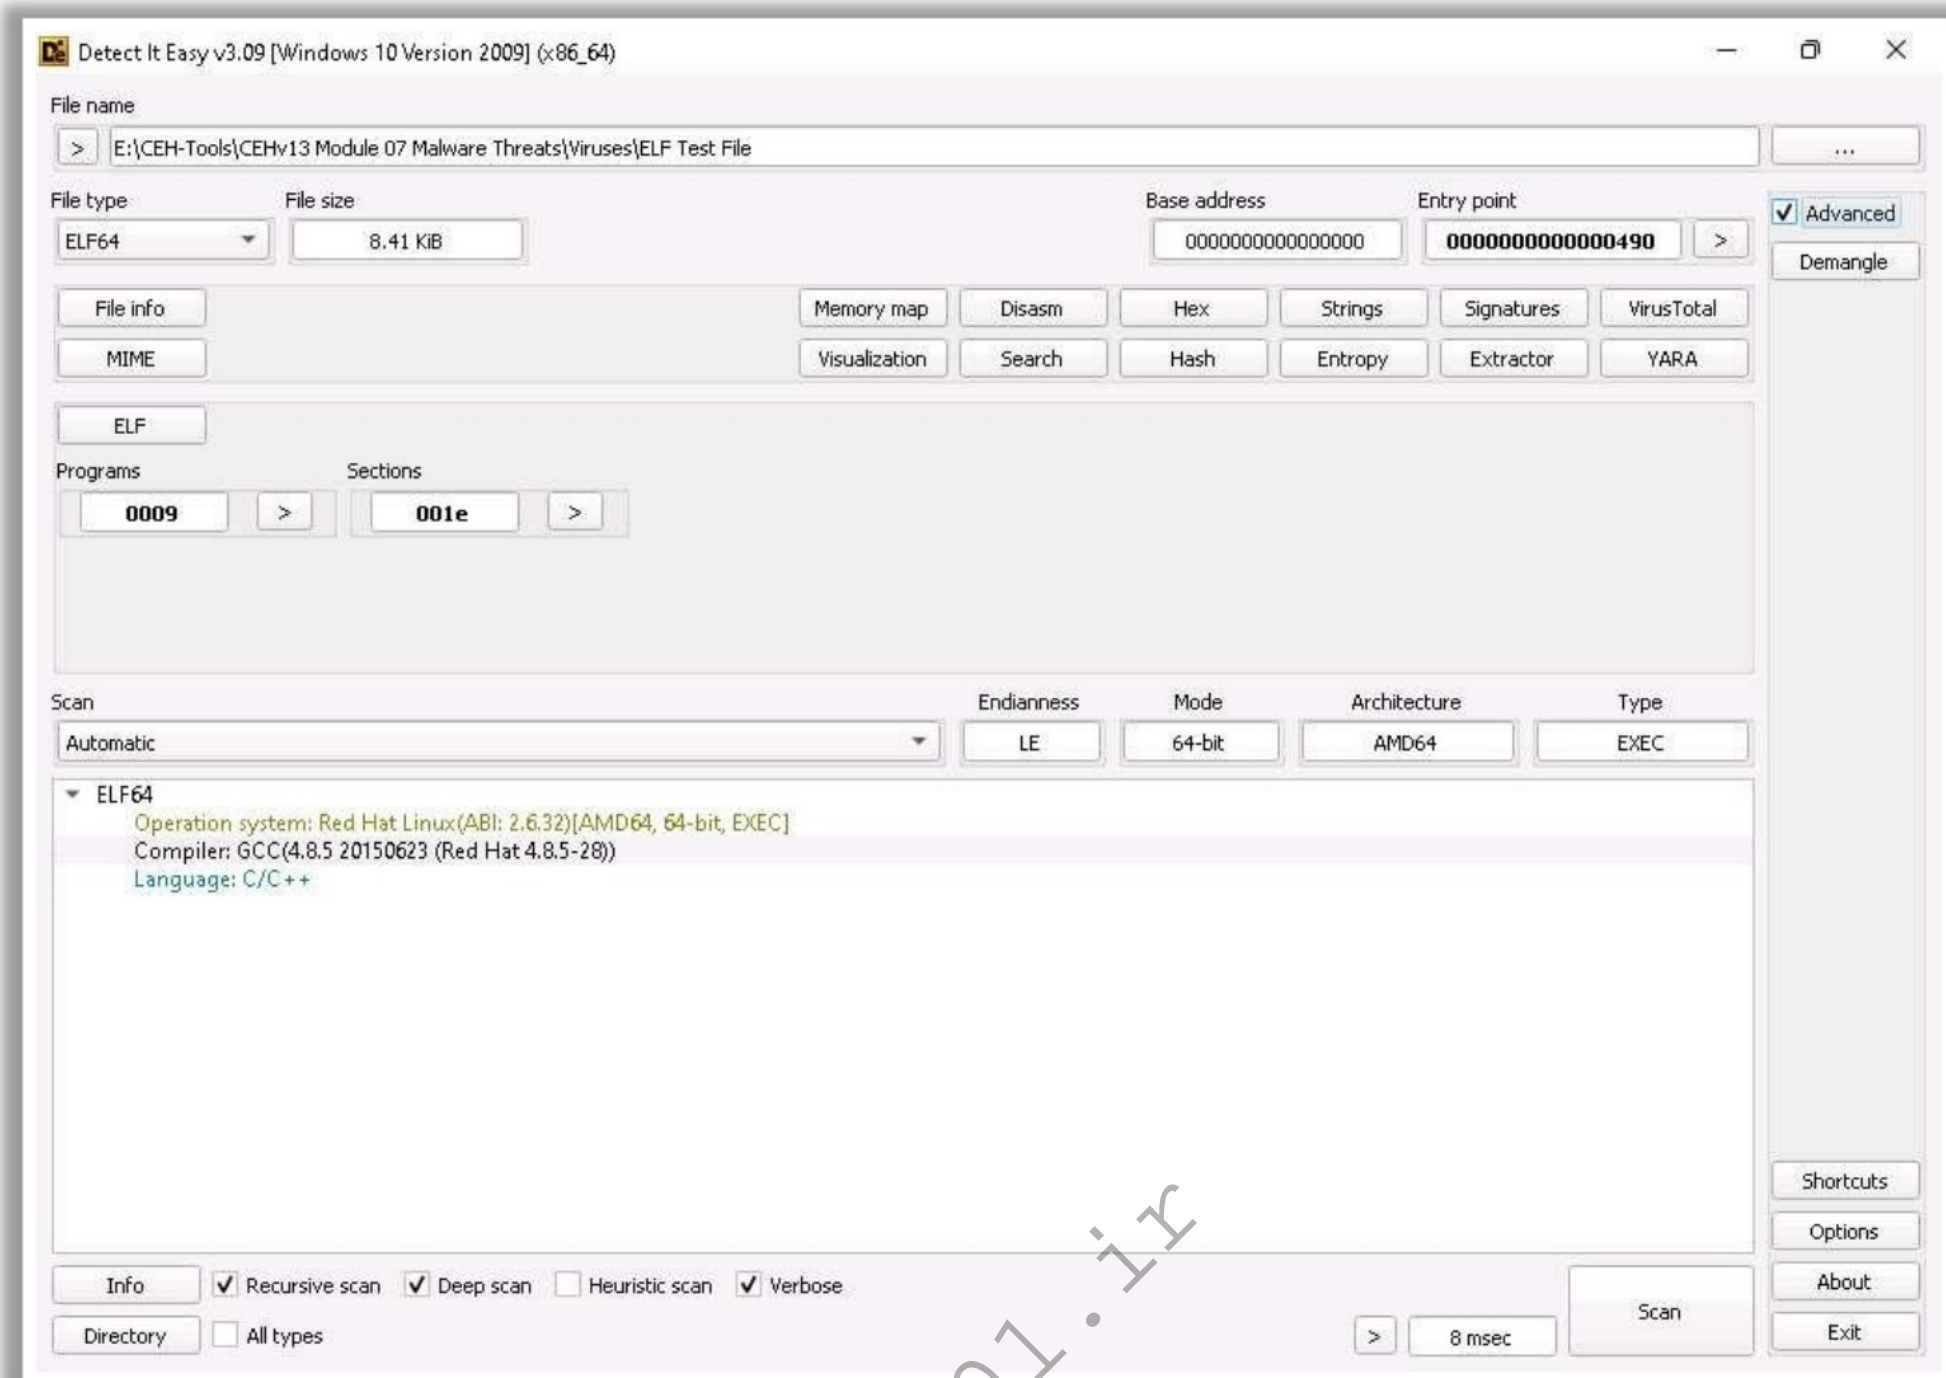 Detect It Easy v3.09 [Windows 10 Version 2009] (x86_64)
File name
> E:\CEH-Tools\CEHv13 Module 07 Malware Threats\Viruses\ELF Test File ...
File type File size Base address Entry point
ELF64 8.41 KiB 0000000000000000 0000000000000490 >
Advanced
Demangle
File info Memory map Disasm Hex Strings Signatures VirusTotal
MIME Visualization Search Hash Entropy Extractor YARA
ELF
Programs Sections
0009 > 001e >
Scan Endianness Mode Architecture Type
Automatic LE 64-bit AMD64 EXEC
ELF64
Operation system: Red Hat Linux(ABI: 2.6.32)[AMD64, 64-bit, EXEC]
Compiler: GCC(4.8.5 20150623 (Red Hat 4.8.5-28))
Language: C/C++
Shortcuts
Options
Info Recursive scan Deep scan Heuristic scan Verbose
About
Directory All types
> 8 msec
Scan
Exit